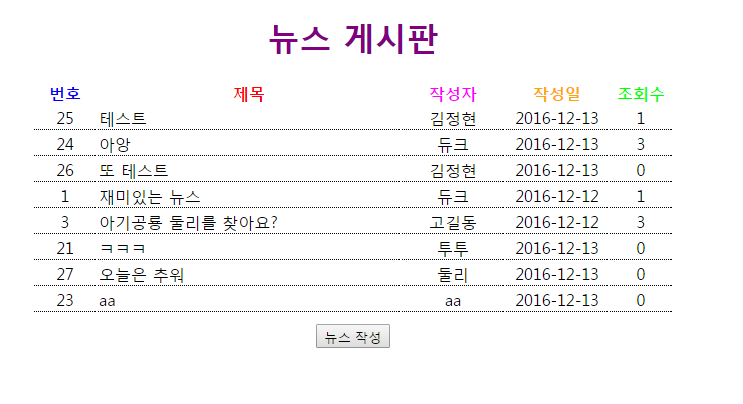 뉴스 게시판
번호 제목 작성자 작성일 조회수
25 테스트 김정현 2016-12-13 1
24 아앙 듀크 2016-12-13 3
26 또 테스트 김정현 2016-12-13 0
1 재미있는 뉴스 듀크 2016-12-12 1
3 아기공룡 둘리를 찾아요? 고길동 2016-12-12 3
21 ㅋㅋㅋ 투투 2016-12-13 0
27 오늘은 추워 둘리 2016-12-13 0
23 aa aa 2016-12-13 0
뉴스 작성